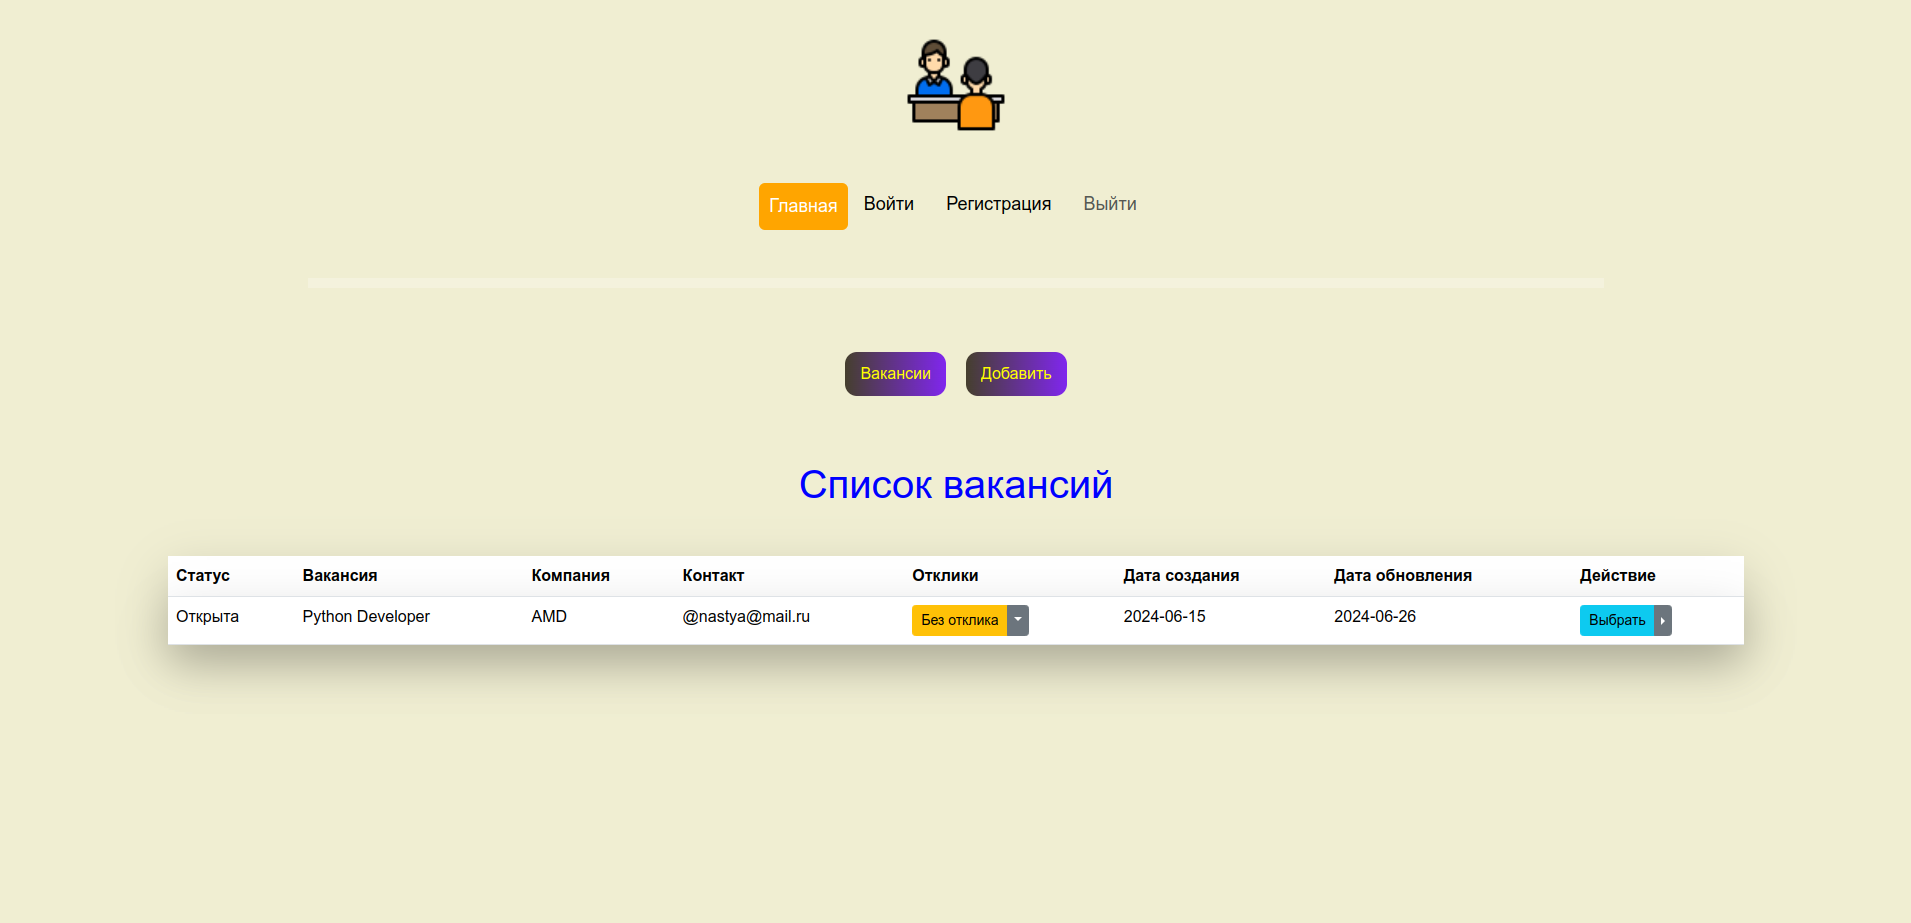 Главная Войти Регистрация Выйти
Вакансии Добавить
Список вакансий
Статус Вакансия Компания Контакт Отклики Дата создания Дата обновления Действие
Открыта Python Developer AMD @nastya@mail.ru Без отклика 2024-06-15 2024-06-26 Выбрать